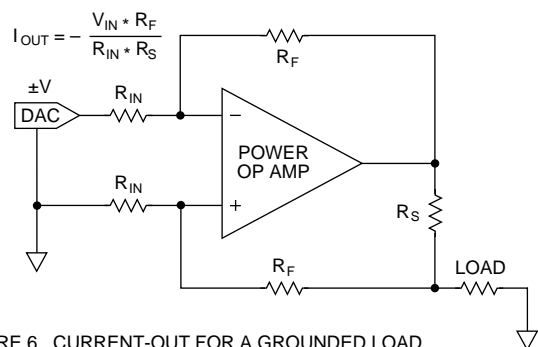 I OUT = – V IN * R F / R IN * R S
R F
±V
DAC
R IN
–
POWER
OP AMP
R IN
+
R S
R F
LOAD
RE 6. CURRENT-OUT FOR A GROUNDED LOAD